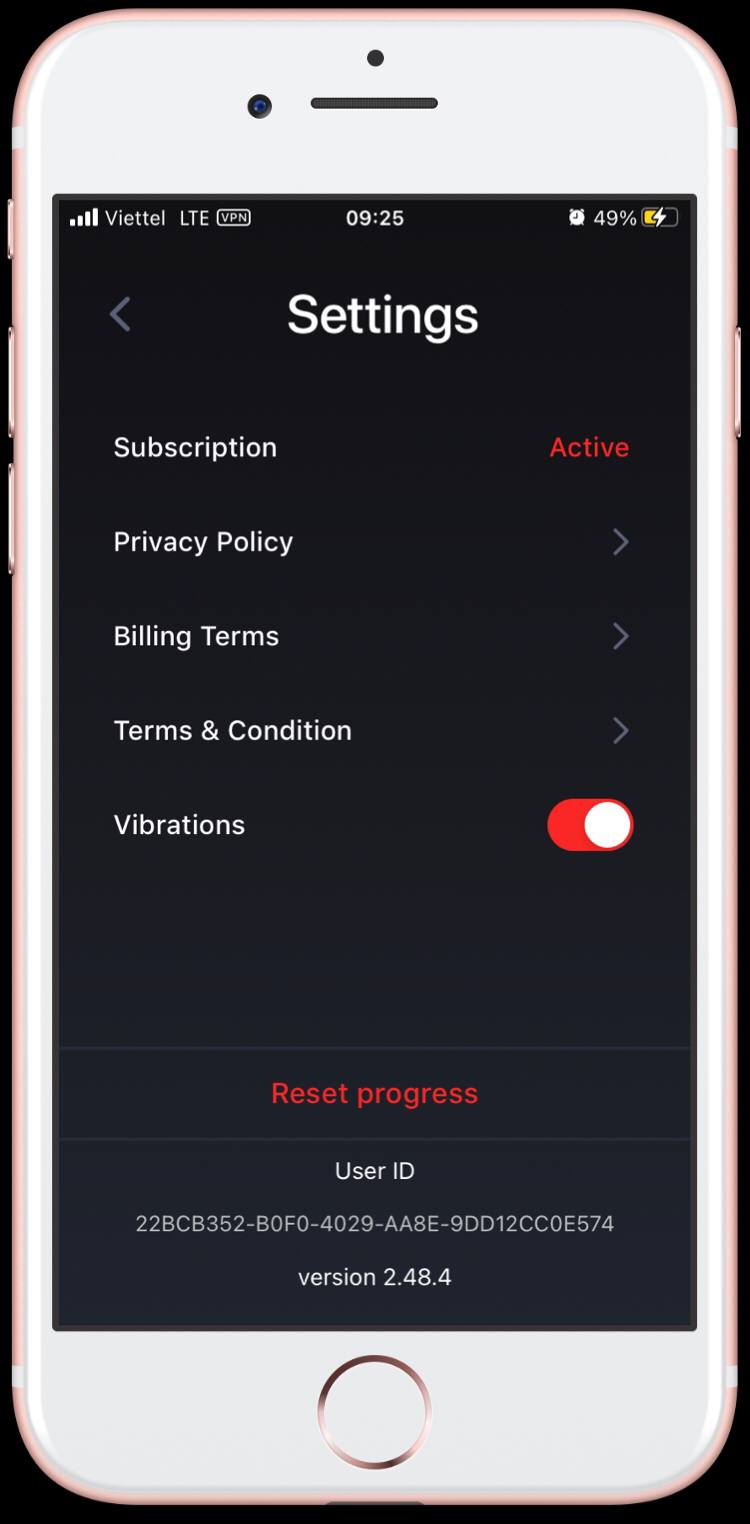 Viettel LTE VPN 09:25 49%
Settings
Subscription Active
Privacy Policy
Billing Terms
Terms & Condition
Vibrations
Reset progress
User ID
22BCB352-B0F0-4029-AA8E-9DD12CC0E574
version 2.48.4